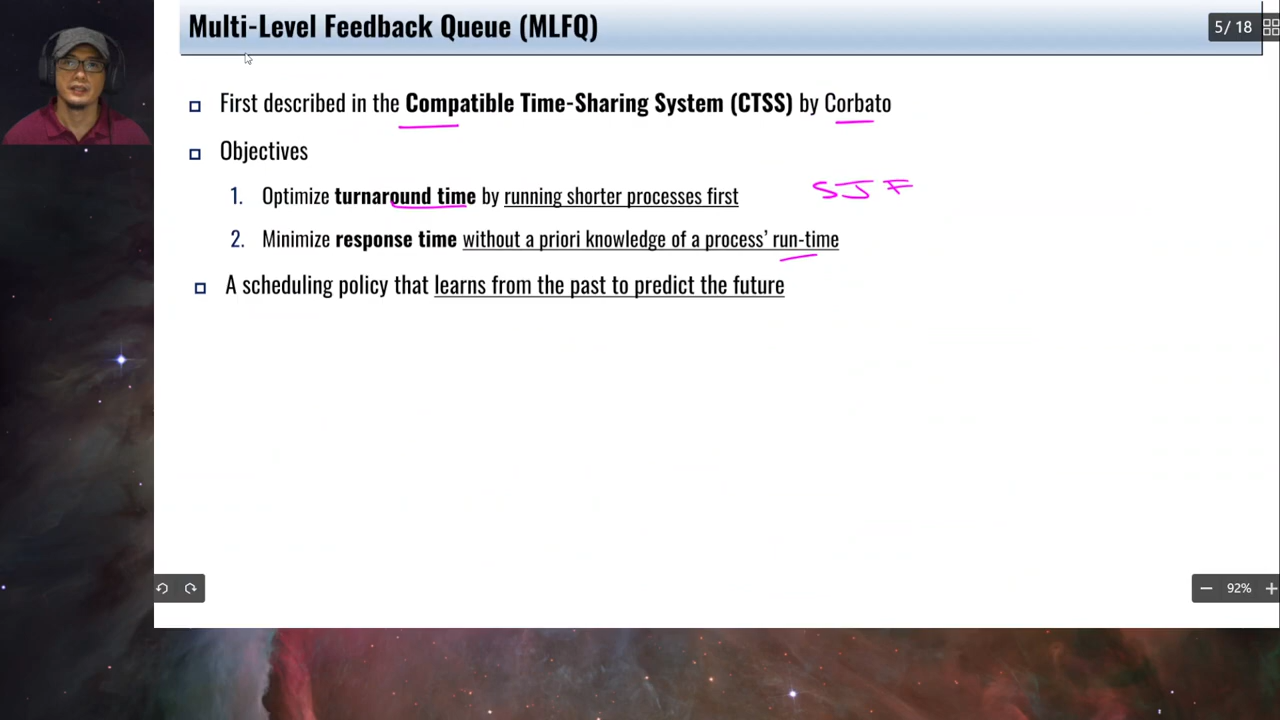 Multi-Level Feedback Queue (MLFQ)
5 / 18
First described in the Compatible Time-Sharing System (CTSS) by Corbato
Objectives
1. Optimize turnaround time by running shorter processes first
SJF
2. Minimize response time without a priori knowledge of a process’ run-time
A scheduling policy that learns from the past to predict the future
92%